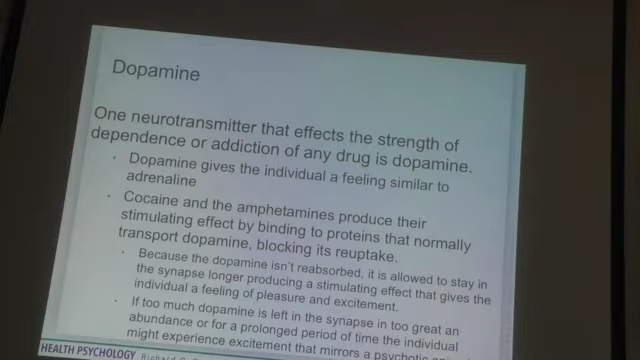 Dopamine
One neurotransmitter that effects the strength of
dependence or addiction of any drug is dopamine.
· Dopamine gives the individual a feeling similar to
adrenaline
· Cocaine and the amphetamines produce their
stimulating effect by binding to proteins that normally
transport dopamine, blocking its reuptake.
· Because the dopamine isn't reabsorbed, it is allowed to stay in
the synapse longer producing a stimulating effect that gives the
individual a feeling of pleasure and excitement.
· If too much dopamine is left in the synapse in too great an
abundance or for a prolonged period of time the individual
might experience excitement that mirrors a psychotic
HEALTH PSYCHOLOGY Richard